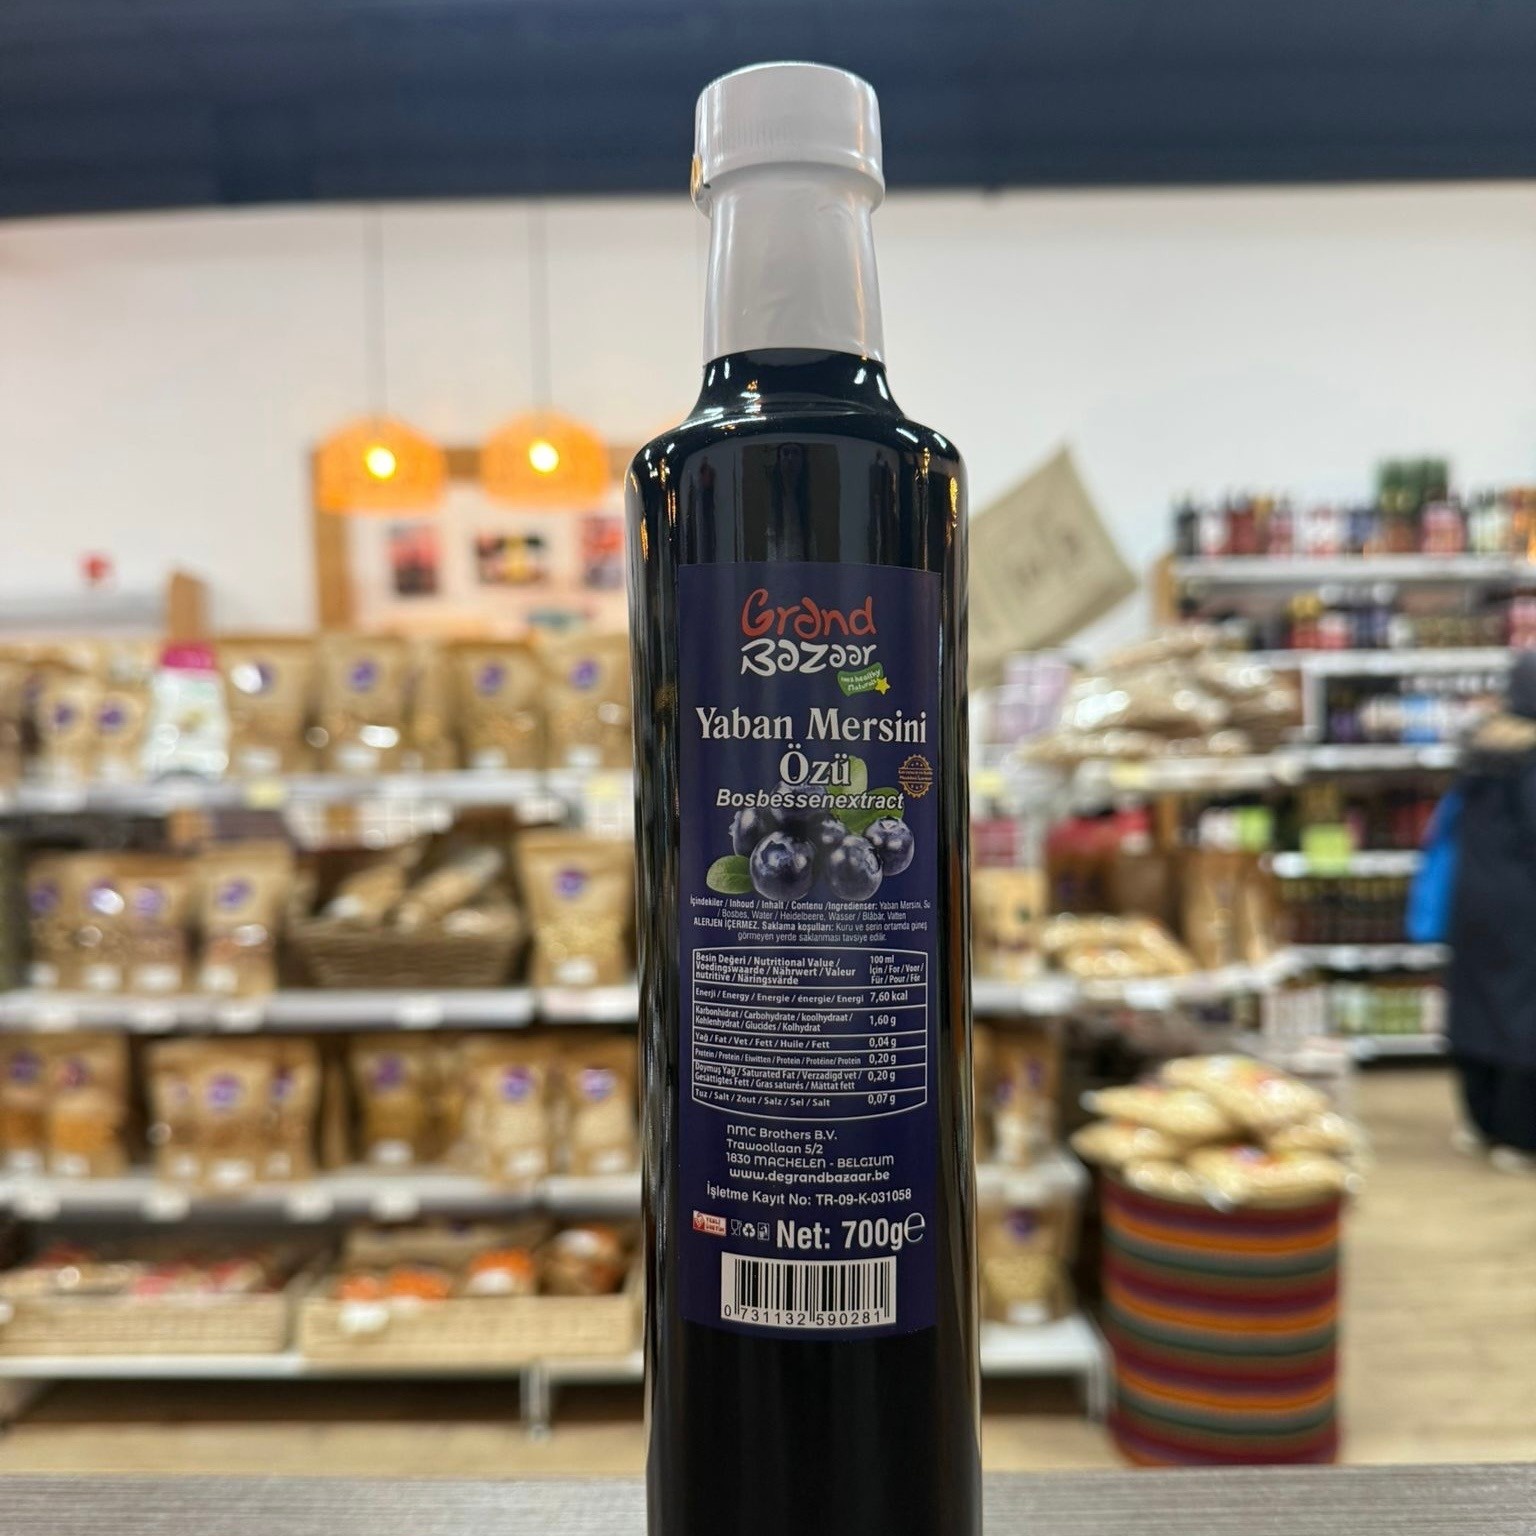 Grand
Bazaar
Yaban Mersini
Özü
Bosbessenextract
İçindekiler / Inhoud / Inhalt / Contenu /Ingredienser: Yaban Mersini, Su
/ Bosbes, Water / Heidelbeere, Wasser / Blåbär, Vatten
ALERJEN İÇERMEZ. Saklama koşulları: Kuru ve serin ortamda güneş
görmeyen yerde saklanması tavsiye edilir.
Besin Değeri / Nutritional Value /
Voedingswaarde / Nährwert / Valeur
nutritive / Näringsvärde
100 ml
İçin / For / Voor /
Für / Pour / För
Enerji / Energy / Energie / énergie/ Energi 7,60 kcal
Karbonhidrat / Carbohydrate / koolhydraat /
Kohlenhydrat / Glucides / Kolhydrat
1,60 g
Yağ / Fat / Vet / Fett / Huile / Fett 0,04 g
Protein / Protein / Eiwitten / Protein / Protéine/ Protein 0,20 g
Doymuş Yağ / Saturated Fat / Verzadigd vet /
Gesättigtes Fett / Gras saturés / Mättat fett
0,20 g
Tuz / Salt / Zout / Salz / Sel / Salt 0,07 g
NMC Brothers B.V.
Trawoollaan 5/2
1830 MACHELEN - BELGIUM
www.degrandbazaar.be
İşletme Kayıt No: TR-09-K-031058
YERLİ
ÜRETİM
Net: 700g℮
0 731132 590281